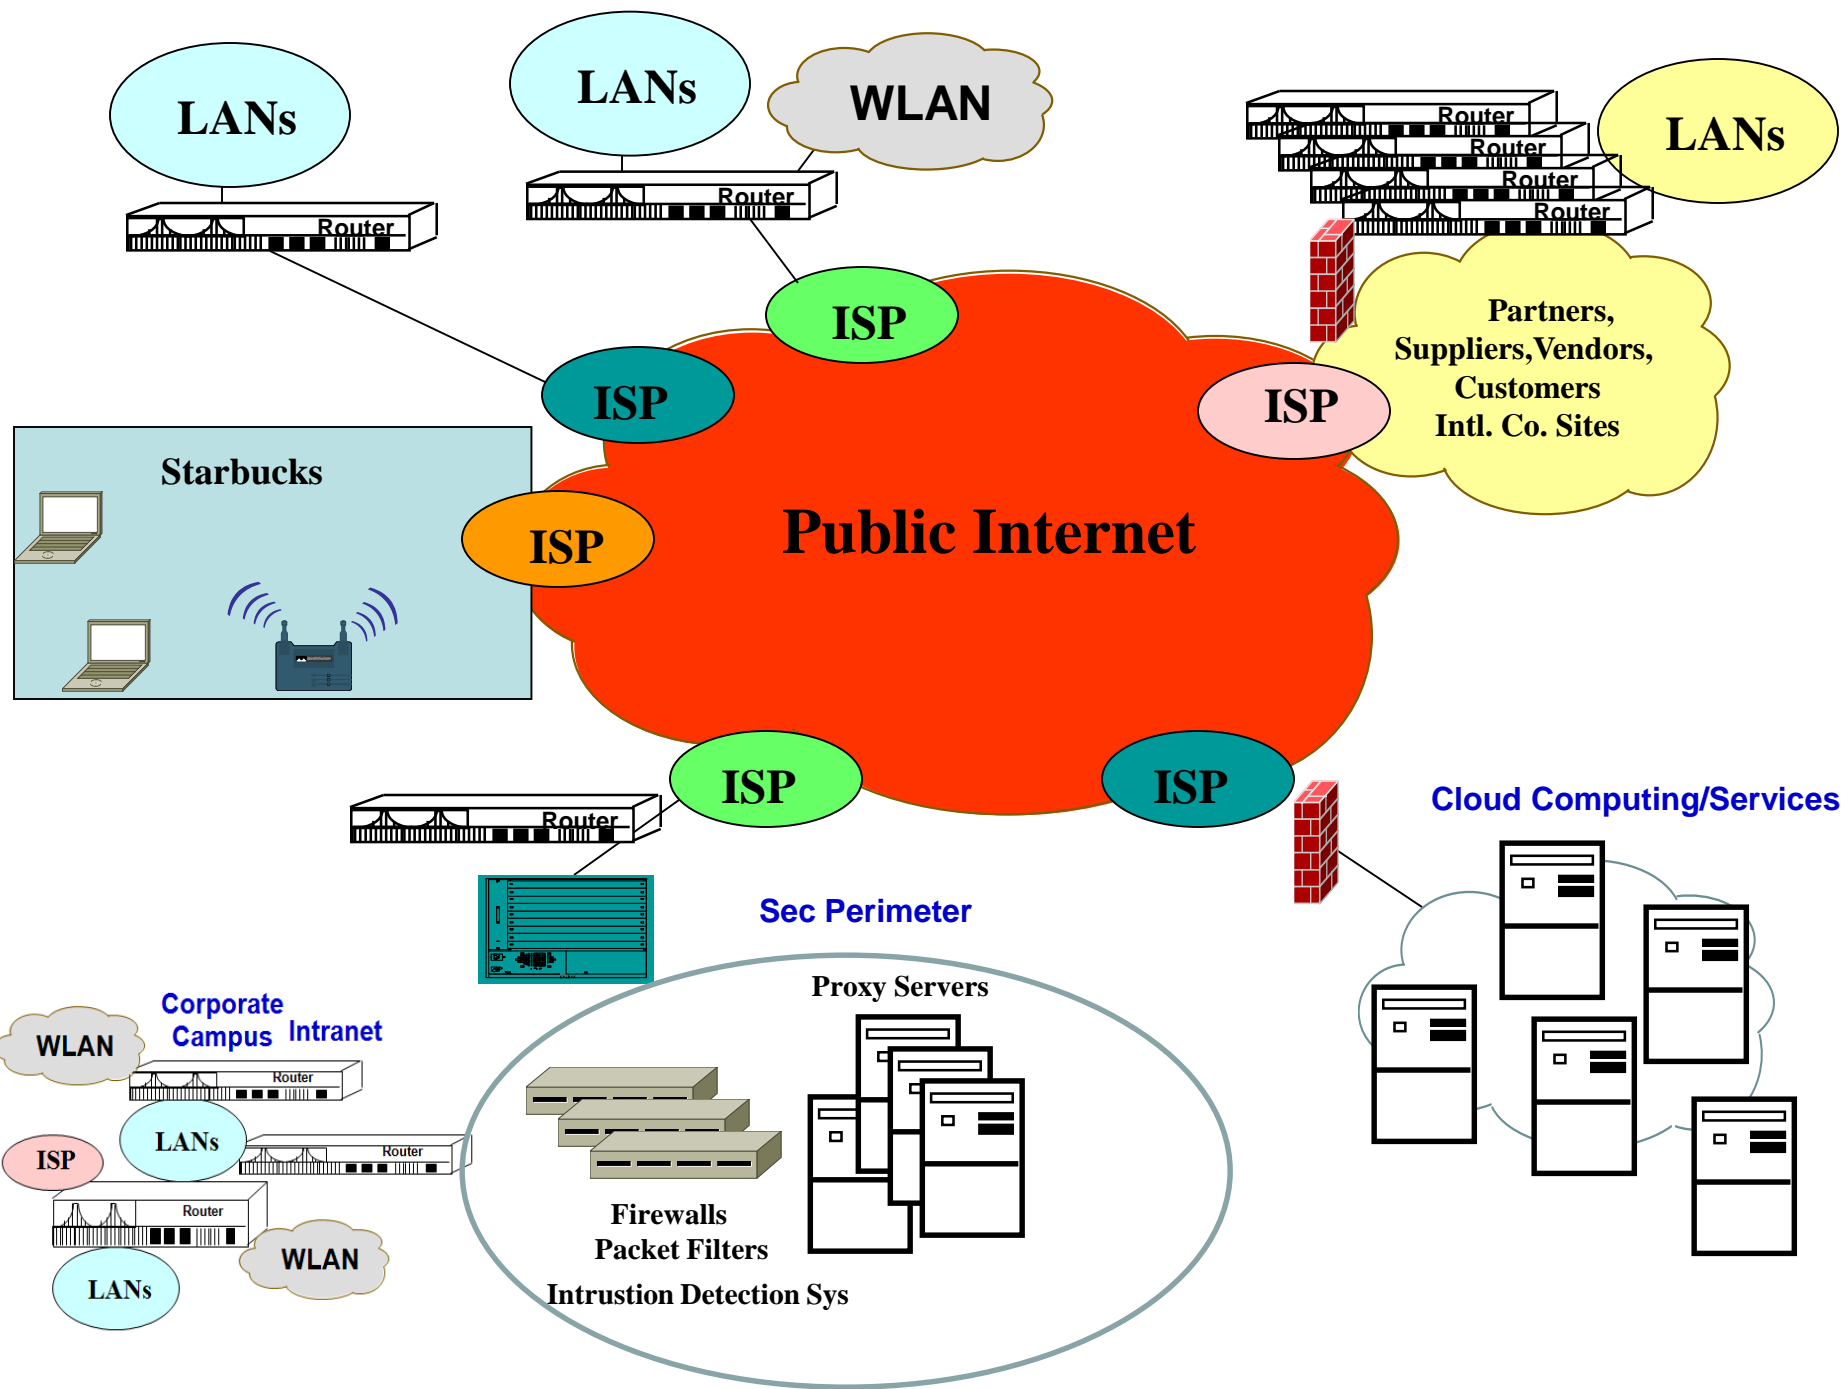 LANs
LANs
WLAN
LANs
Router
Router
Router
Router
Router
Router
ISP
ISP
ISP
Partners,
Suppliers,Vendors,
Customers
Intl. Co. Sites
Starbucks
ISP
Public Internet
ISP
ISP
Router
Cloud Computing/Services
Sec Perimeter
Proxy Servers
Corporate
Campus Intranet
WLAN
Router
LANs
Router
ISP
Router
WLAN
LANs
Firewalls
Packet Filters
Intrustion Detection Sys